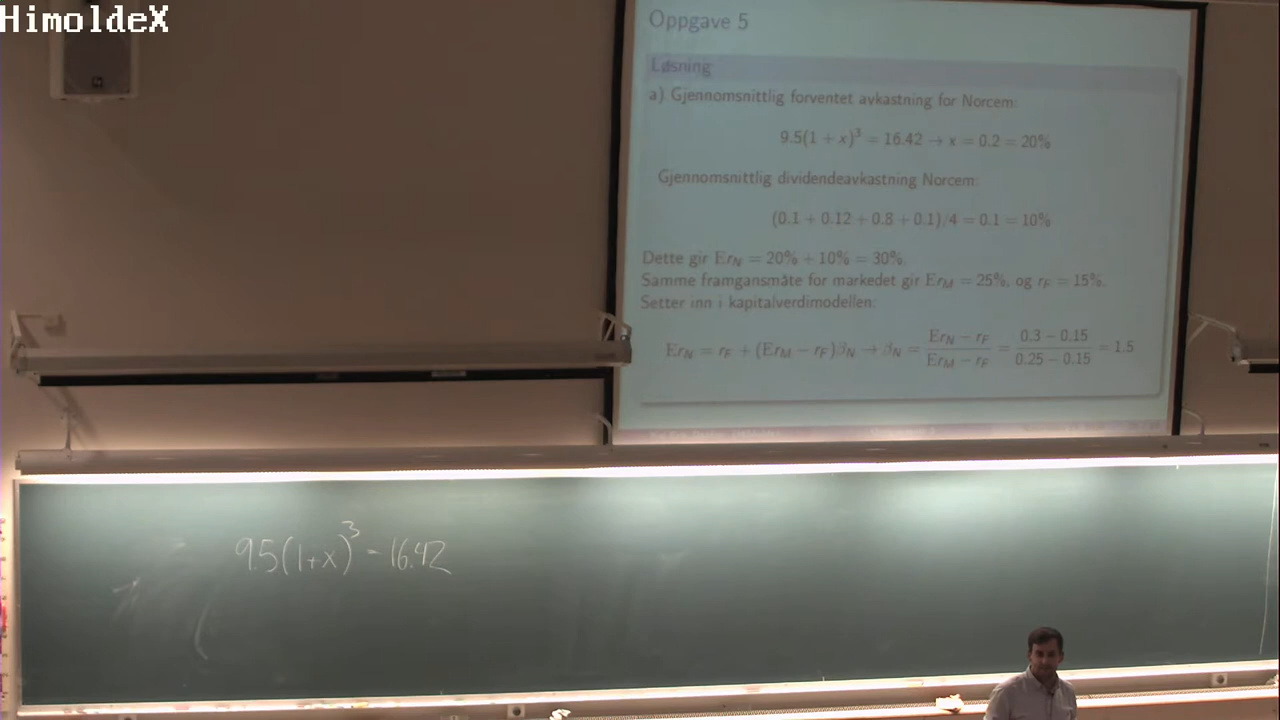 HimoldeX
Oppgave 5
Løsning
a) Gjennomsnittlig forventet avkastning for Norcem:
9.5(1 + x)³ = 16.42 → x = 0.2 = 20%
Gjennomsnittlig dividendeavkastning Norcem:
(0.1 + 0.12 + 0.8 + 0.1)/4 = 0.1 = 10%
Dette gir Er_N = 20% + 10% = 30%.
Samme framgansmåte for markedet gir Er_M = 25%, og r_F = 15%.
Setter inn i kapitalverdimodellen:
Er_N = r_F + (Er_M − r_F)β_N → β_N = (Er_N − r_F)/(Er_M − r_F) = (0.3 − 0.15)/(0.25 − 0.15) = 1.5
9.5(1+x)³ = 16.42